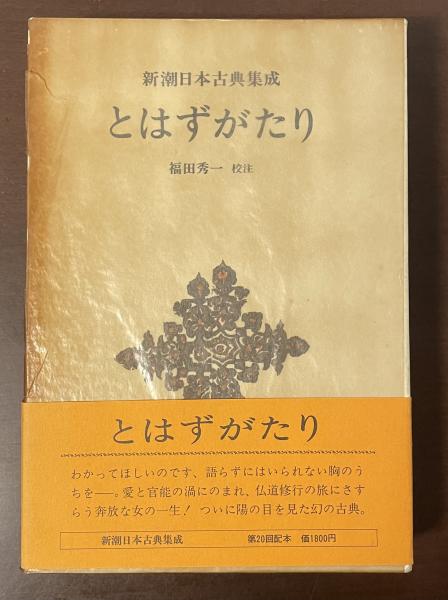 新潮日本古典集成
とはずがたり
福田秀一 校注
とはずがたり
わかってほしいのです、語らずにはいられない胸のう
ちを──。愛と官能の渦にのまれ、仏道修行の旅にさす
らう奔放な女の一生! ついに陽の目を見た幻の古典。
新潮日本古典集成 第20回配本 価1800円